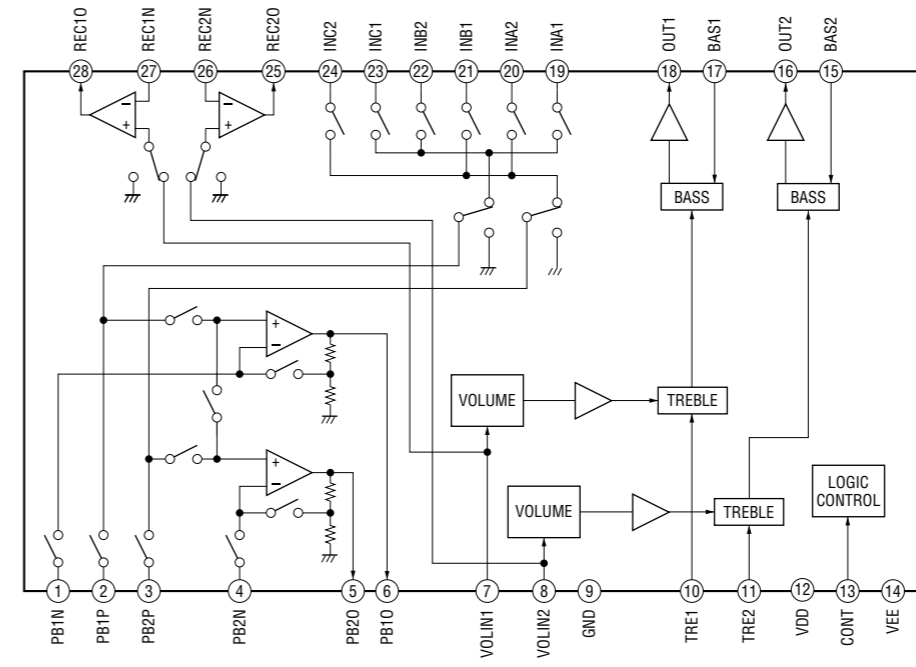 REC1O REC1N REC2N REC2O INC2 INC1 INB2 INB1 INA2 INA1 OUT1 BAS1 OUT2 BAS2
28 27 26 25 24 23 22 21 20 19 18 17 16 15
− + − +
BASS BASS
+ −
VOLUME TREBLE
+ −
LOGIC
CONTROL
VOLUME TREBLE
1 2 3 4 5 6 7 8 9 10 11 12 13 14
PB1N PB1P PB2P PB2N PB2O PB1O VOLIN1 VOLIN2 GND TRE1 TRE2 VDD CONT VEE